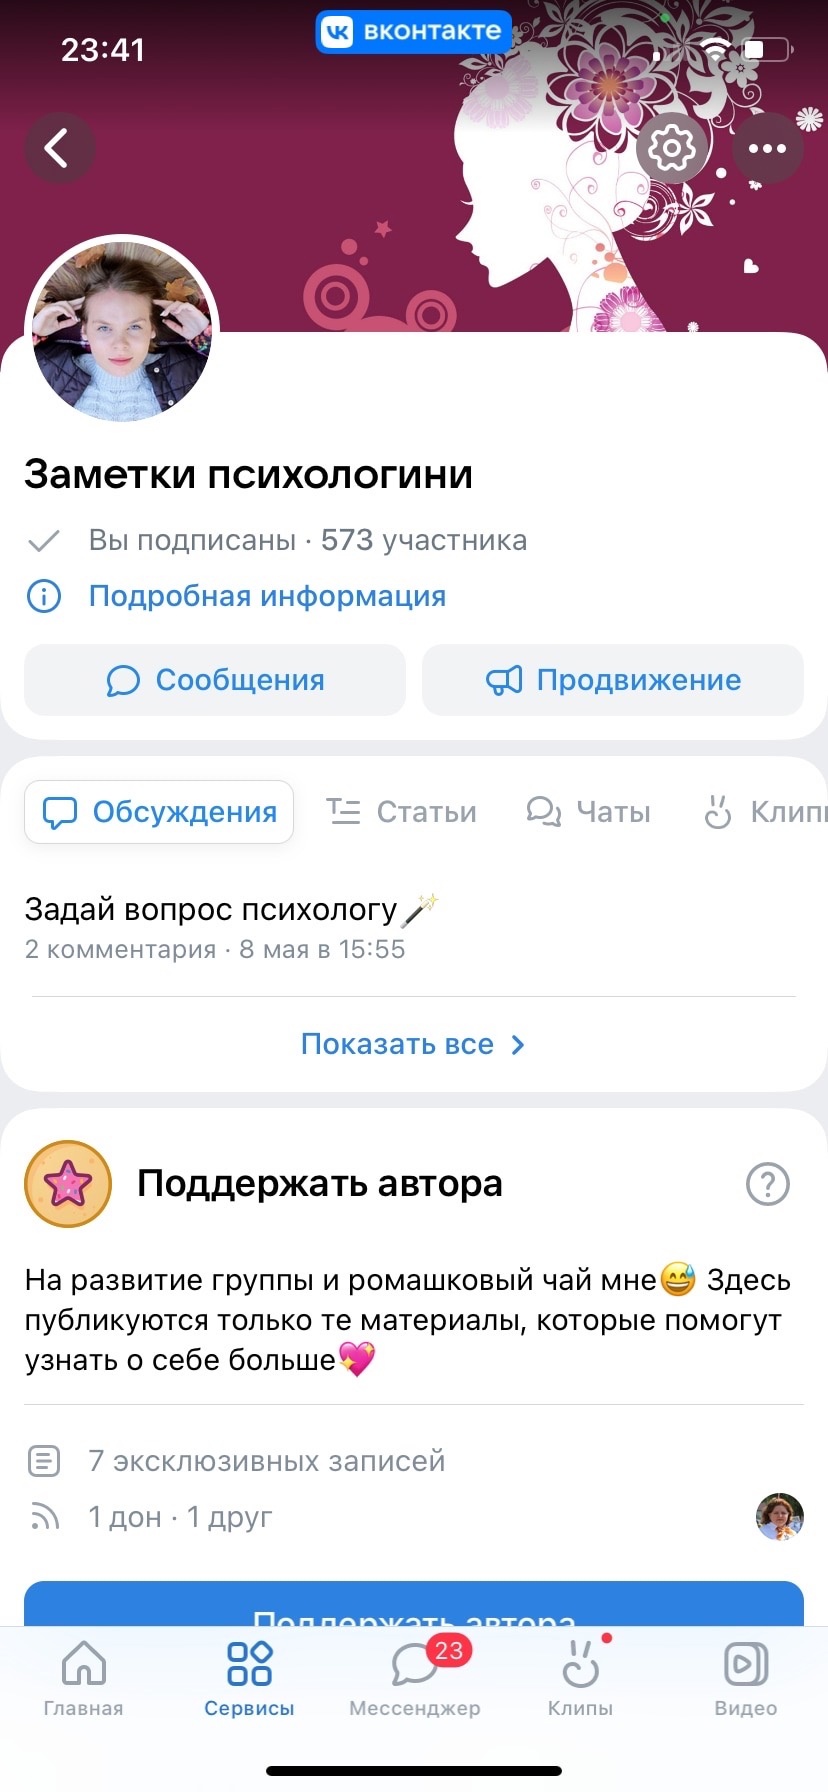 23:41
вконтакте
Заметки психологини
Вы подписаны · 573 участника
Подробная информация
Сообщения
Продвижение
Обсуждения
Статьи
Чаты
Клипы
Задай вопрос психологу🪄
2 комментария · 8 мая в 15:55
Показать все
Поддержать автора
На развитие группы и ромашковый чай мне😅 Здесь
публикуются только те материалы, которые помогут
узнать о себе больше💖
7 эксклюзивных записей
1 дон · 1 друг
Поддержать автора
23
Главная
Сервисы
Мессенджер
Клипы
Видео